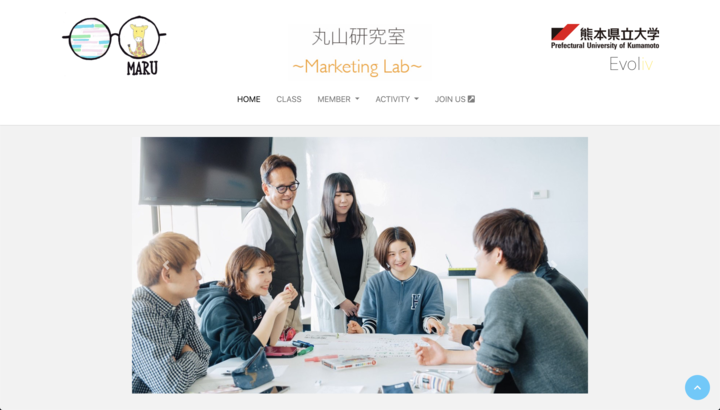 MARU
丸山研究室
~Marketing Lab~
熊本県立大学
Prefectural University of Kumamoto
Evoliv
HOME CLASS MEMBER ACTIVITY JOIN US